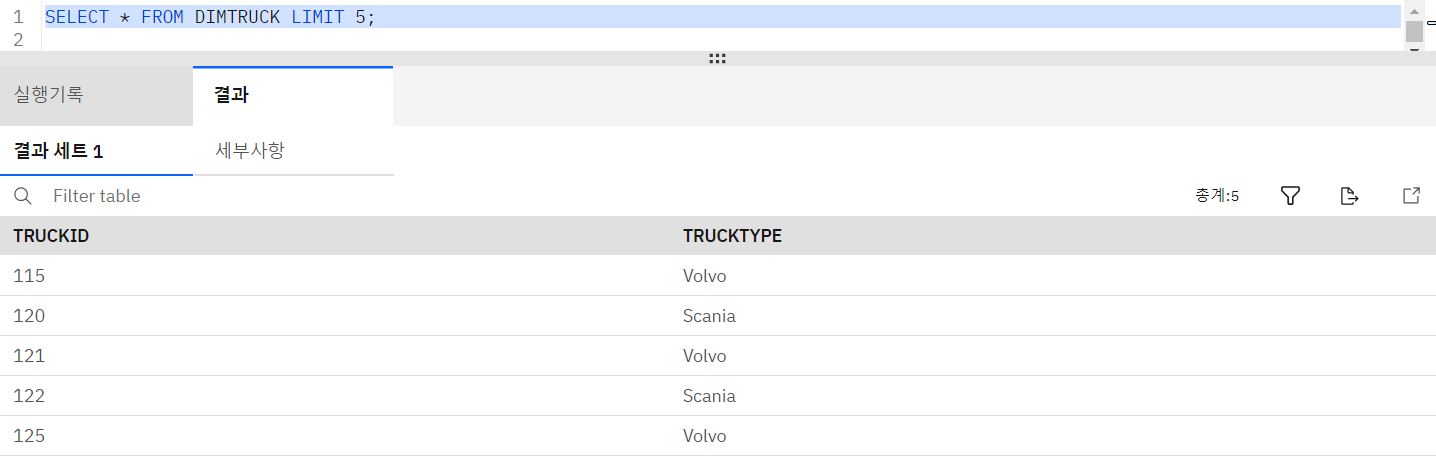 1 SELECT * FROM DIMTRUCK LIMIT 5;
2
실행기록 결과
결과 세트 1 세부사항
Filter table 총계:5
TRUCKID TRUCKTYPE
115 Volvo
120 Scania
121 Volvo
122 Scania
125 Volvo